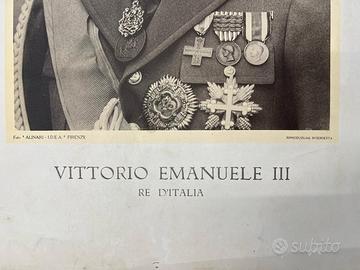 Fot. "ALINARI - I.D.E.A." FIRENZE
RIPRODUZIONE INTERDETTA
VITTORIO EMANUELE III
RE D'ITALIA
subito